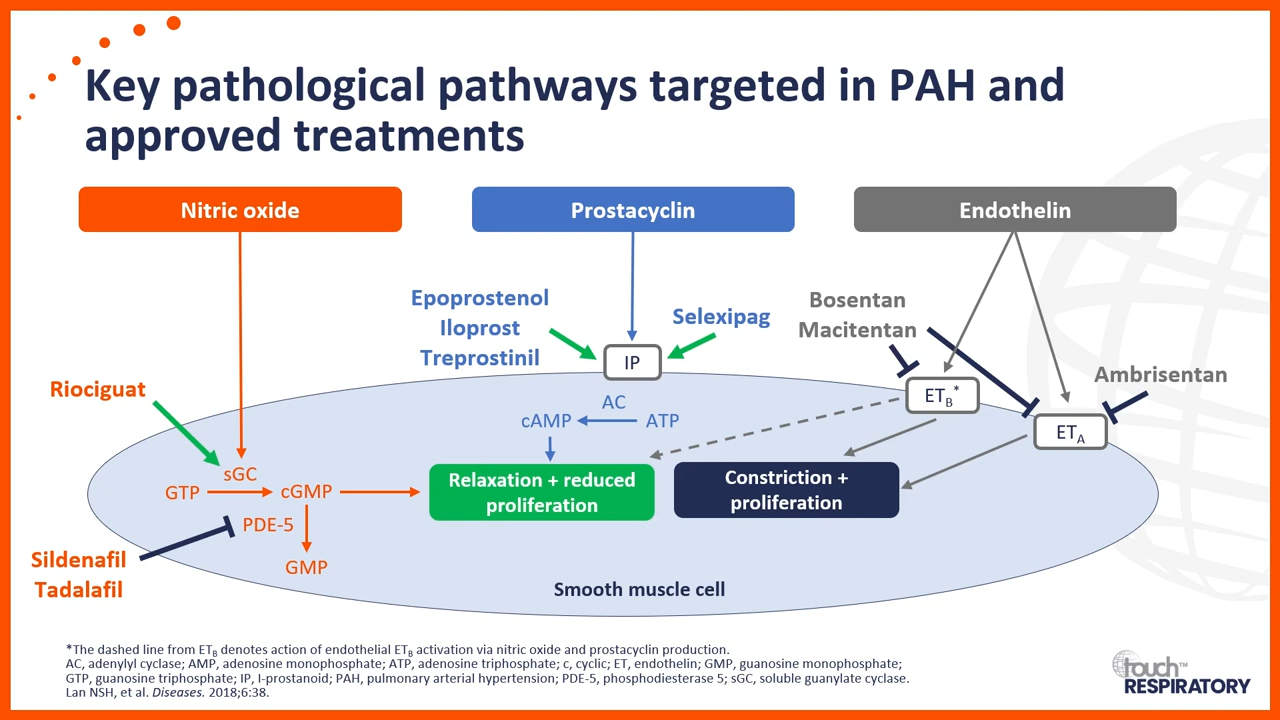 Key pathological pathways targeted in PAH and
approved treatments
Nitric oxide
Prostacyclin
Endothelin
Epoprostenol
Iloprost
Treprostinil
Selexipag
Bosentan
Macitentan
Ambrisentan
Riociguat
IP
ET_B*
ET_A
AC
cAMP
ATP
sGC
GTP
cGMP
PDE-5
GMP
Sildenafil
Tadalafil
Relaxation + reduced
proliferation
Constriction +
proliferation
Smooth muscle cell
*The dashed line from ET_B denotes action of endothelial ET_B activation via nitric oxide and prostacyclin production.
AC, adenylyl cyclase; AMP, adenosine monophosphate; ATP, adenosine triphosphate; c, cyclic; ET, endothelin; GMP, guanosine monophosphate;
GTP, guanosine triphosphate; IP, I-prostanoid; PAH, pulmonary arterial hypertension; PDE-5, phosphodiesterase 5; sGC, soluble guanylate cyclase.
Lan NSH, et al. Diseases. 2018;6:38.
touch™
RESPIRATORY